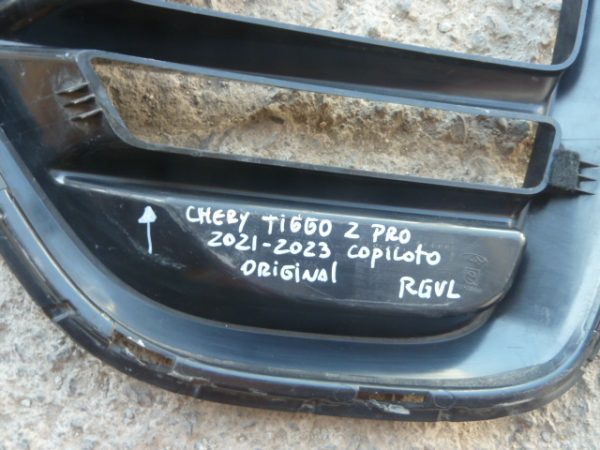 CHERY TIGGO 2 PRO
2021-2023 COPILOTO
ORIGINAL RGVL